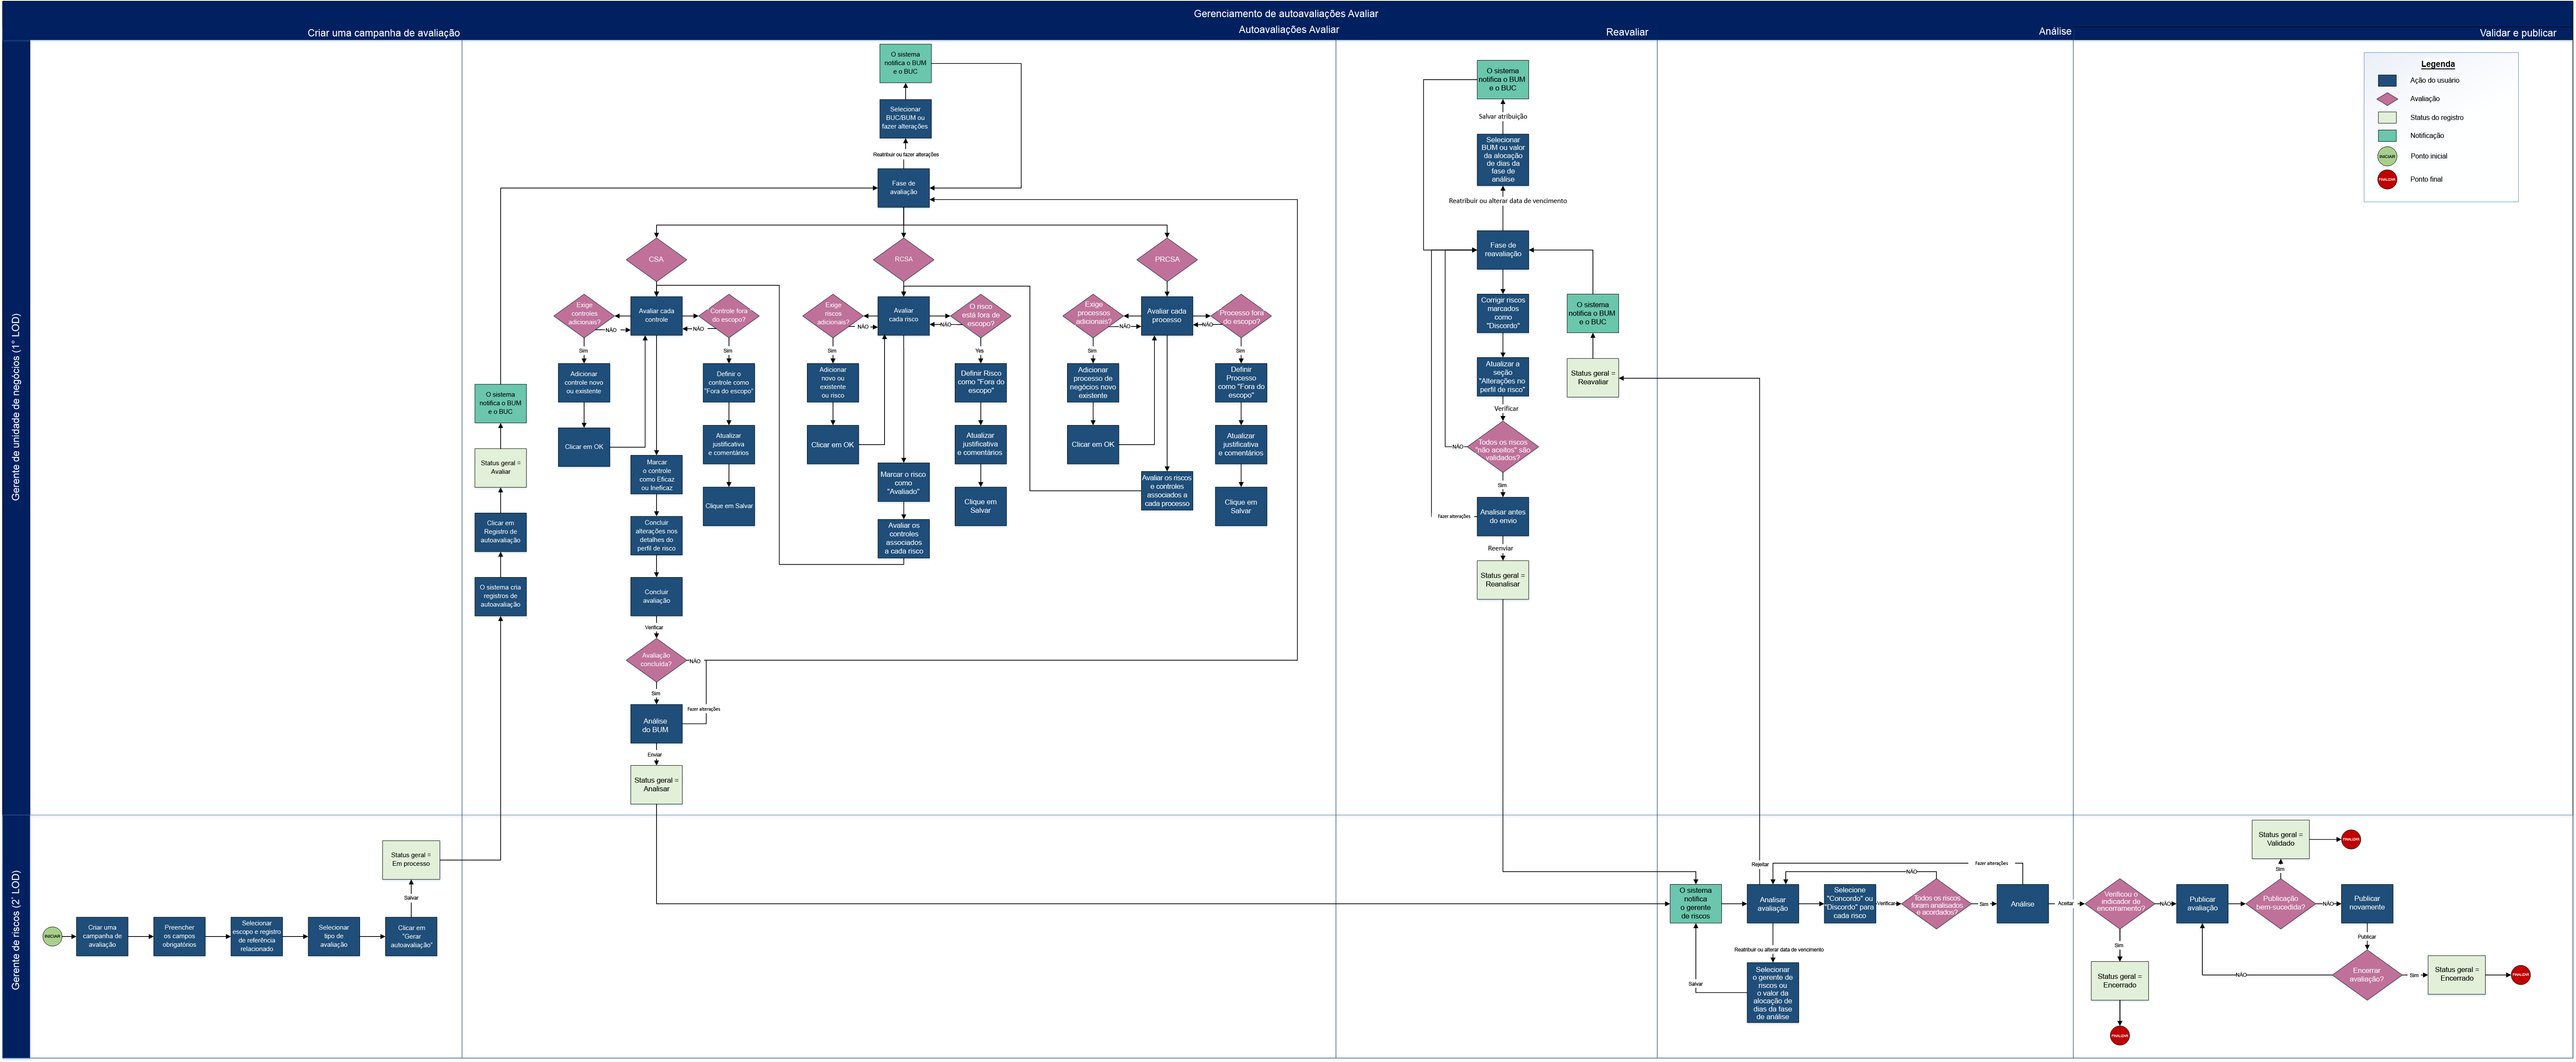 Gerenciamento de autoavaliações Avaliar
Criar uma campanha de avaliação
Autoavaliações Avaliar
Reavaliar
Análise
Validar e publicar
Gerente de unidade de negócios (1° LOD)
Gerente de riscos (2° LOD)
Legenda
Ação do usuário
Avaliação
Status do registro
Notificação
INICIAR
Ponto inicial
FINALIZAR
Ponto final
INICIAR
Criar uma
campanha de
avaliação
Preencher
os campos
obrigatórios
Selecionar
escopo e registro
de referência
relacionado
Selecionar
tipo de
avaliação
Clicar em
"Gerar
autoavaliação"
Salvar
Status geral =
Em processo
O sistema cria
registros de
autoavaliação
Clicar em
Registro de
autoavaliação
Status geral =
Avaliar
O sistema
notifica o BUM
e o BUC
O sistema
notifica o BUM
e o BUC
Selecionar
BUC/BUM ou
fazer alterações
Reatribuir ou fazer alterações
Fase de
avaliação
CSA
RCSA
PRCSA
Exige
controles
adicionais?
NÃO
Avaliar cada
controle
Controle fora
do escopo?
NÃO
Sim
Adicionar
controle novo
ou existente
Clicar em OK
Sim
Definir o
controle como
"Fora do escopo"
Atualizar
justificativa
e comentários
Clique em Salvar
Marcar
o controle
como Eficaz
ou Ineficaz
Concluir
alterações nos
detalhes do
perfil de risco
Concluir
avaliação
Verificar
Avaliação
concluída?
NÃO
Sim
Análise
do BUM
Fazer alterações
Enviar
Status geral =
Analisar
Exige
riscos
adicionais?
NÃO
Avaliar
cada risco
O risco
está fora de
escopo?
NÃO
Sim
Adicionar
novo ou
existente
ou risco
Clicar em OK
Yes
Definir Risco
como "Fora do
escopo"
Atualizar
justificativa
e comentários
Clique em
Salvar
Marcar o risco
como
"Avaliado"
Avaliar os
controles
associados
a cada risco
Exige
processos
adicionais?
NÃO
Avaliar cada
processo
Processo fora
do escopo?
NÃO
Sim
Adicionar
processo de
negócios novo
existente
Clicar em OK
Sim
Definir
Processo
como "Fora do
escopo"
Atualizar
justificativa
e comentários
Clique em
Salvar
Avaliar os riscos
e controles
associados a
cada processo
O sistema
notifica o BUM
e o BUC
Salvar atribuição
Selecionar
BUM ou valor
da alocação
de dias da
fase de
análise
Reatribuir ou alterar data de vencimento
Fase de
reavaliação
Corrigir riscos
marcados
como
"Discordo"
Atualizar a
seção
"Alterações no
perfil de risco"
Verificar
Todos os riscos
"não aceitos" são
validados?
NÃO
Sim
Analisar antes
do envio
Fazer alterações
Reenviar
Status geral =
Reanalisar
O sistema
notifica o BUM
e o BUC
Status geral =
Reavaliar
O sistema
notifica
o gerente
de riscos
Rejeitar
Analisar
avaliação
Reatribuir ou alterar data de vencimento
Selecionar
o gerente de
riscos ou
o valor da
alocação de
dias da fase
de análise
Salvar
Selecione
"Concordo" ou
"Discordo" para
cada risco
Verificar
Todos os riscos
foram analisados
e acordados?
NÃO
Sim
Análise
Fazer alterações
Aceitar
Verificou o
indicador de
encerramento?
NÃO
Sim
Status geral =
Encerrado
FINALIZAR
Publicar
avaliação
Publicação
bem-sucedida?
Sim
Status geral =
Validado
FINALIZAR
NÃO
Publicar
novamente
Publicar
Encerrar
avaliação?
NÃO
Sim
Status geral =
Encerrado
FINALIZAR